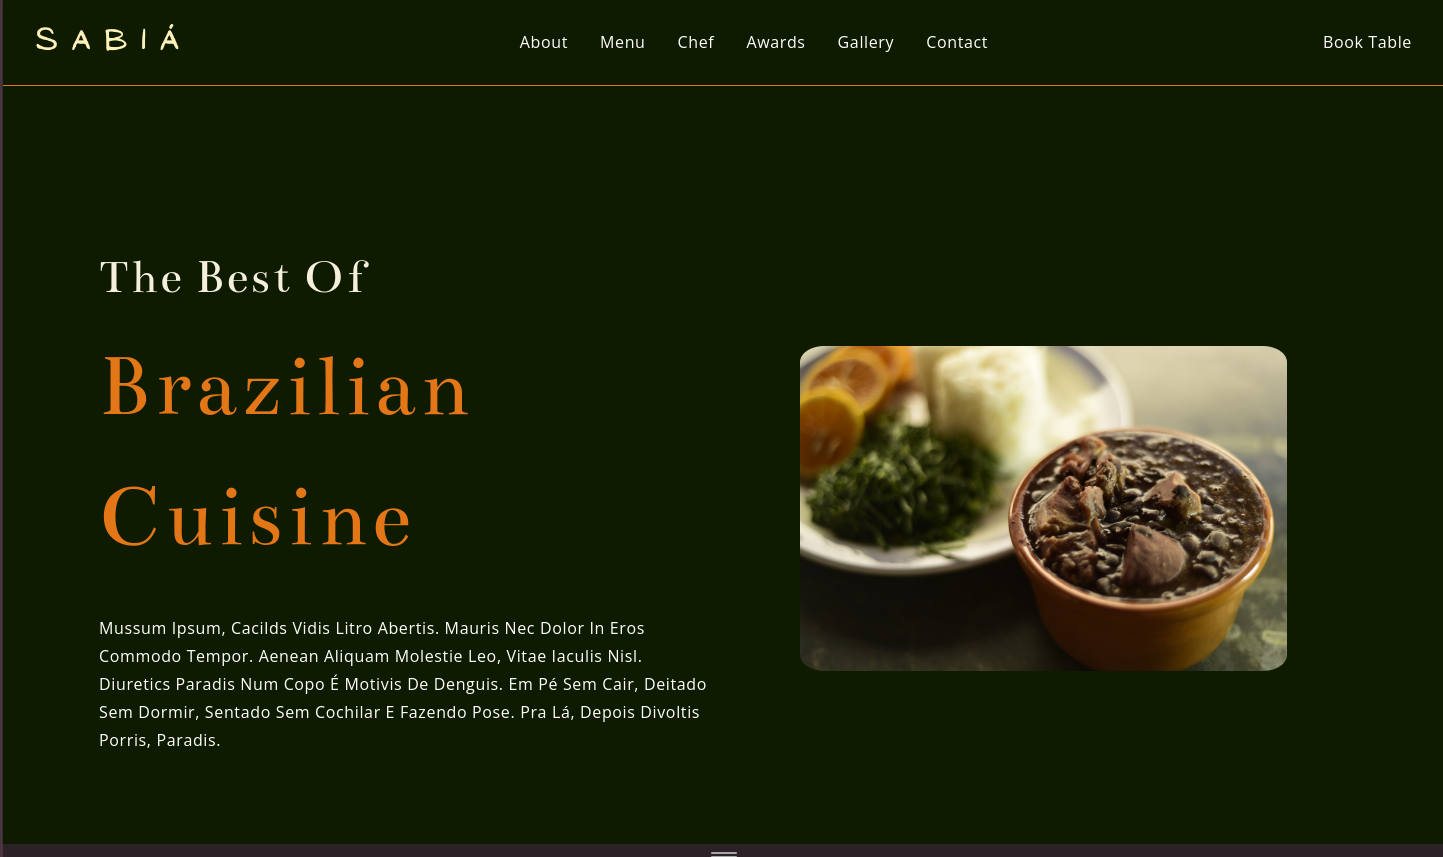 SABIÁ
About Menu Chef Awards Gallery Contact
Book Table
The Best Of
Brazilian
Cuisine
Mussum Ipsum, Cacilds Vidis Litro Abertis. Mauris Nec Dolor In Eros
Commodo Tempor. Aenean Aliquam Molestie Leo, Vitae Iaculis Nisl.
Diuretics Paradis Num Copo É Motivis De Denguis. Em Pé Sem Cair, Deitado
Sem Dormir, Sentado Sem Cochilar E Fazendo Pose. Pra Lá, Depois Divoltis
Porris, Paradis.